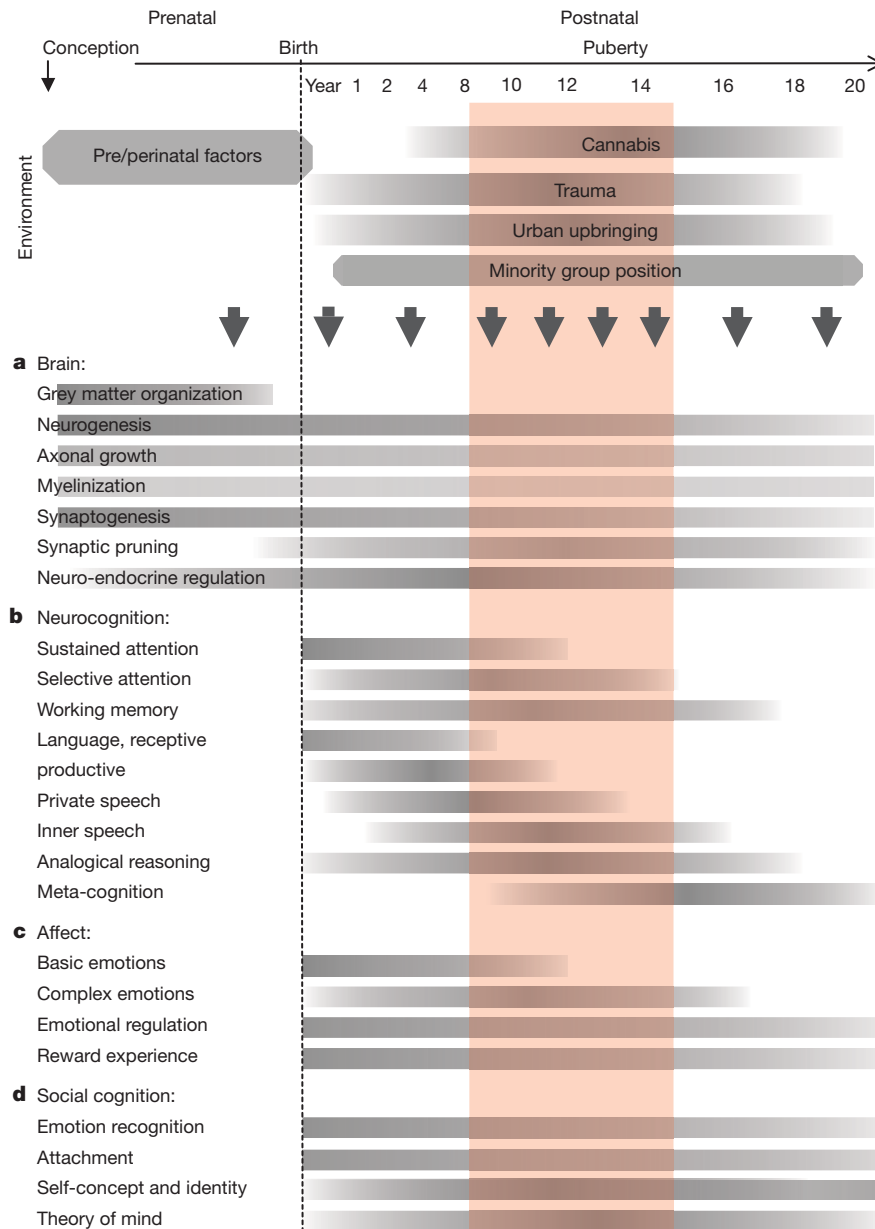 Prenatal Postnatal
Conception Birth Puberty
Year 1 2 4 8 10 12 14 16 18 20
Environment
Pre/perinatal factors
Cannabis
Trauma
Urban upbringing
Minority group position
a Brain:
Grey matter organization
Neurogenesis
Axonal growth
Myelinization
Synaptogenesis
Synaptic pruning
Neuro-endocrine regulation
b Neurocognition:
Sustained attention
Selective attention
Working memory
Language, receptive
productive
Private speech
Inner speech
Analogical reasoning
Meta-cognition
c Affect:
Basic emotions
Complex emotions
Emotional regulation
Reward experience
d Social cognition:
Emotion recognition
Attachment
Self-concept and identity
Theory of mind